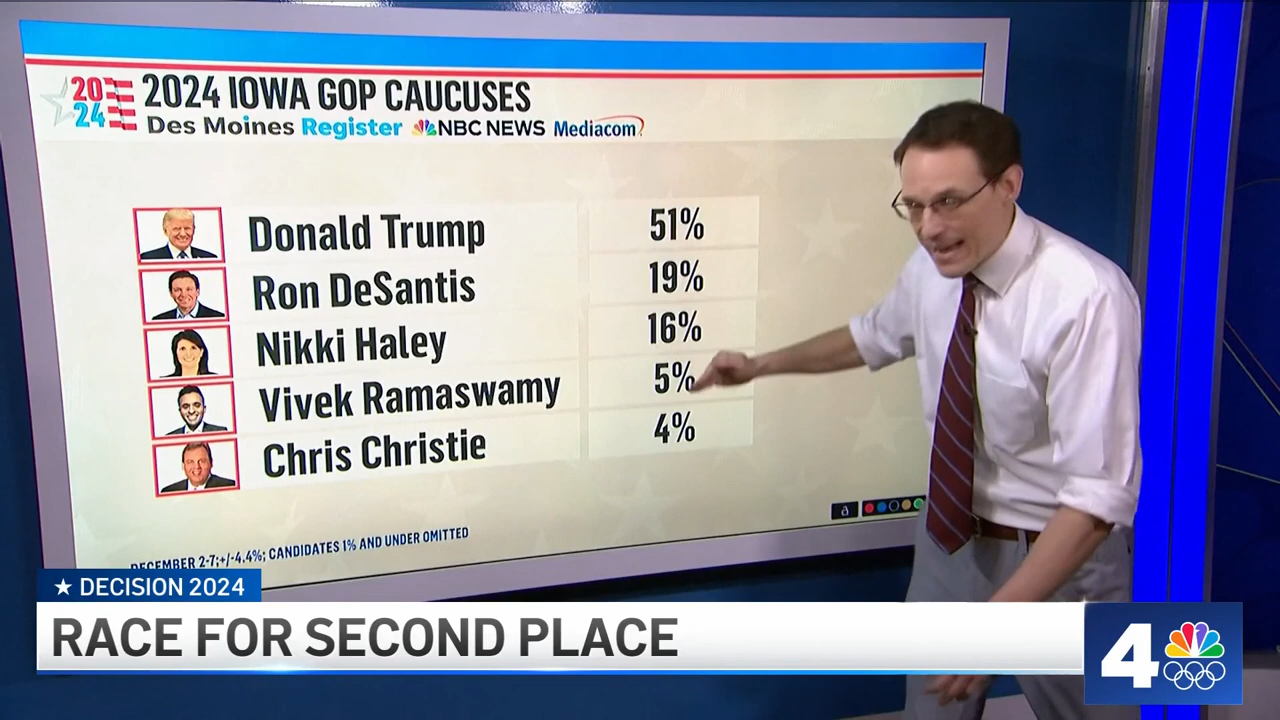 2024 IOWA GOP CAUCUSES
20
24
Des Moines Register NBC NEWS Mediacom
Donald Trump 51%
Ron DeSantis 19%
Nikki Haley 16%
Vivek Ramaswamy 5%
Chris Christie 4%
a
DECEMBER 2-7;+/-4.4%; CANDIDATES 1% AND UNDER OMITTED
★ DECISION 2024
RACE FOR SECOND PLACE
4